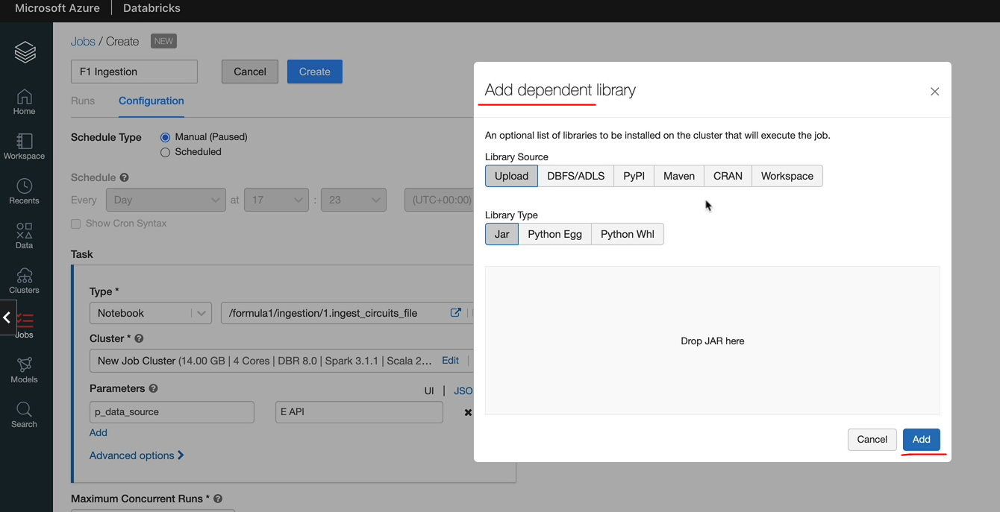 Microsoft Azure | Databricks
Jobs / Create NEW
F1 Ingestion
Cancel
Create
Runs
Configuration
Schedule Type
Manual (Paused)
Scheduled
Schedule
Every
Day
at
17
:
23
(UTC+00:00)
Show Cron Syntax
Task
Type *
Notebook
/formula1/ingestion/1.ingest_circuits_file
Cluster *
New Job Cluster (14.00 GB | 4 Cores | DBR 8.0 | Spark 3.1.1 | Scala 2...
Edit
Parameters
UI | JSO
p_data_source
E API
Add
Advanced options
Maximum Concurrent Runs *
Home
Workspace
Recents
Data
Clusters
Jobs
Models
Search
Add dependent library
An optional list of libraries to be installed on the cluster that will execute the job.
Library Source
Upload
DBFS/ADLS
PyPI
Maven
CRAN
Workspace
Library Type
Jar
Python Egg
Python Whl
Drop JAR here
Cancel
Add